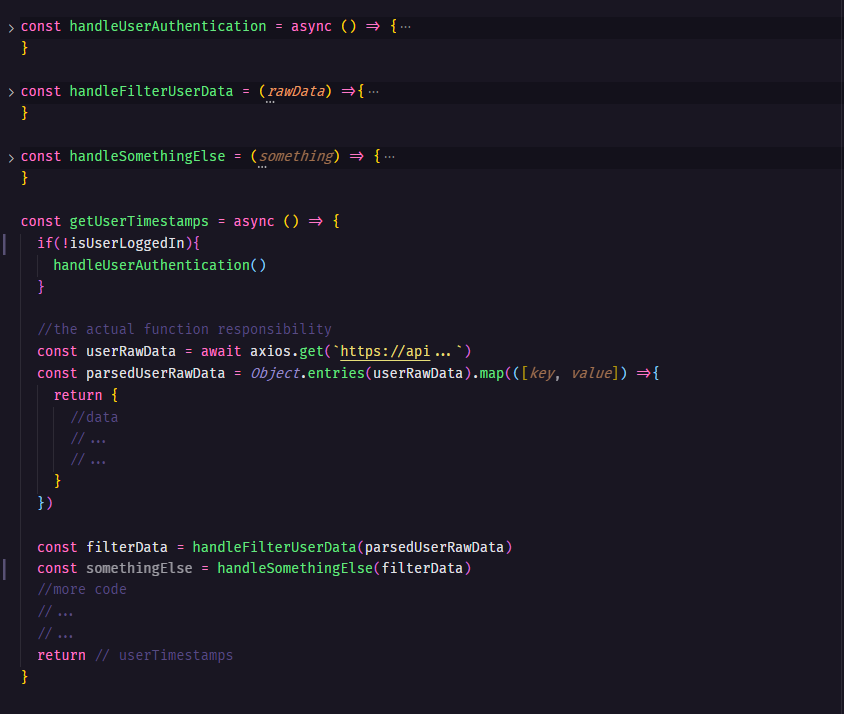 const handleUserAuthentication = async () => {...
}
const handleFilterUserData = (rawData) =>{...
}
const handleSomethingElse = (something) => {...
}
const getUserTimestamps = async () => {
if(!isUserLoggedIn){
handleUserAuthentication()
}
//the actual function responsibility
const userRawData = await axios.get(`https://api...`)
const parsedUserRawData = Object.entries(userRawData).map(([key, value]) =>{
return {
//data
//...
//...
}
})
const filterData = handleFilterUserData(parsedUserRawData)
const somethingElse = handleSomethingElse(filterData)
//more code
//...
//...
return // userTimestamps
}